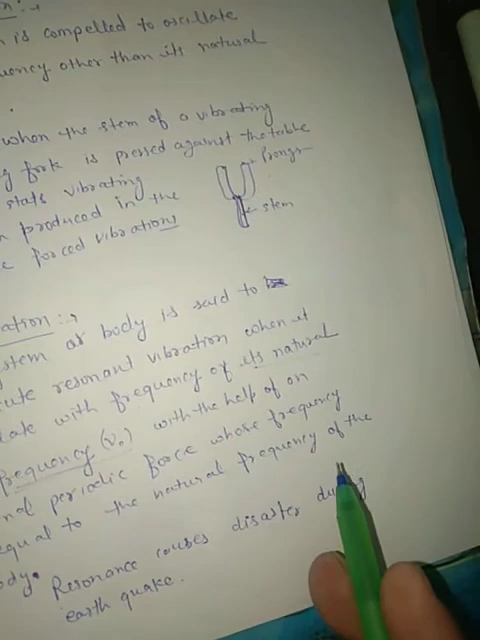 n :-
n is compelled to oscillate
uency other than its natural
.
when the stem of a vibrating
g fork is pressed against the table
stats vibrating
n produced in the
e forced vibrations
Prongs
stem
ation :-
stem or body is said to
ute resonant vibration when it
late with frequency of its natural
frequency (ν₀) with the help of an
nal periodic force whose frequency
equal to the natural frequency of the
ody. Resonance causes disaster during
earth quake.